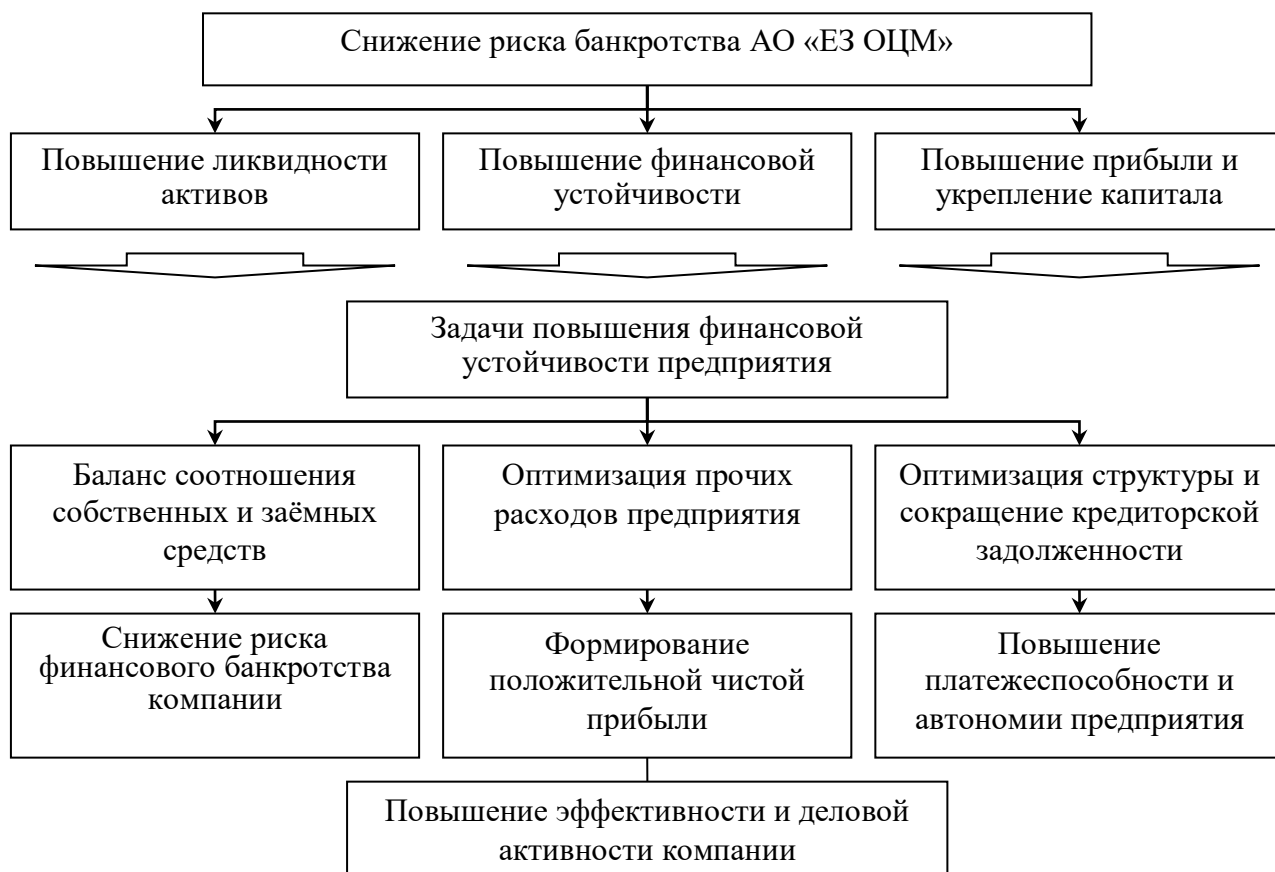 Снижение риска банкротства АО «ЕЗ ОЦМ»
Повышение ликвидности
активов
Повышение финансовой
устойчивости
Повышение прибыли и
укрепление капитала
Задачи повышения финансовой
устойчивости предприятия
Баланс соотношения
собственных и заёмных
средств
Оптимизация прочих
расходов предприятия
Оптимизация структуры и
сокращение кредиторской
задолженности
Снижение риска
финансового банкротства
компании
Формирование
положительной чистой
прибыли
Повышение
платежеспособности и
автономии предприятия
Повышение эффективности и деловой
активности компании